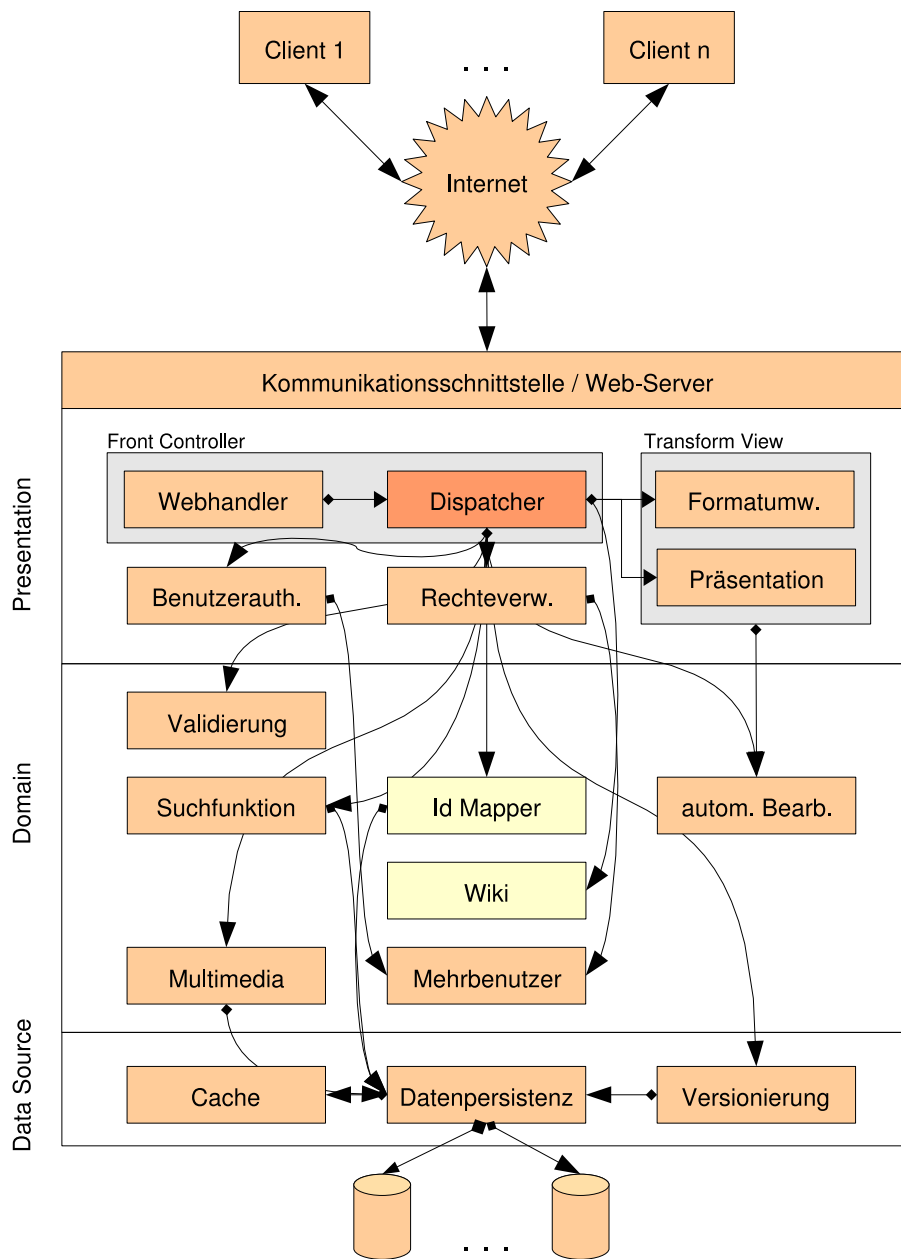 Client 1
. . .
Client n
Internet
Kommunikationsschnittstelle / Web-Server
Presentation
Front Controller
Transform View
Webhandler
Dispatcher
Formatumw.
Präsentation
Benutzerauth.
Rechteverw.
Domain
Validierung
Suchfunktion
Id Mapper
autom. Bearb.
Wiki
Multimedia
Mehrbenutzer
Data Source
Cache
Datenpersistenz
Versionierung
. . .